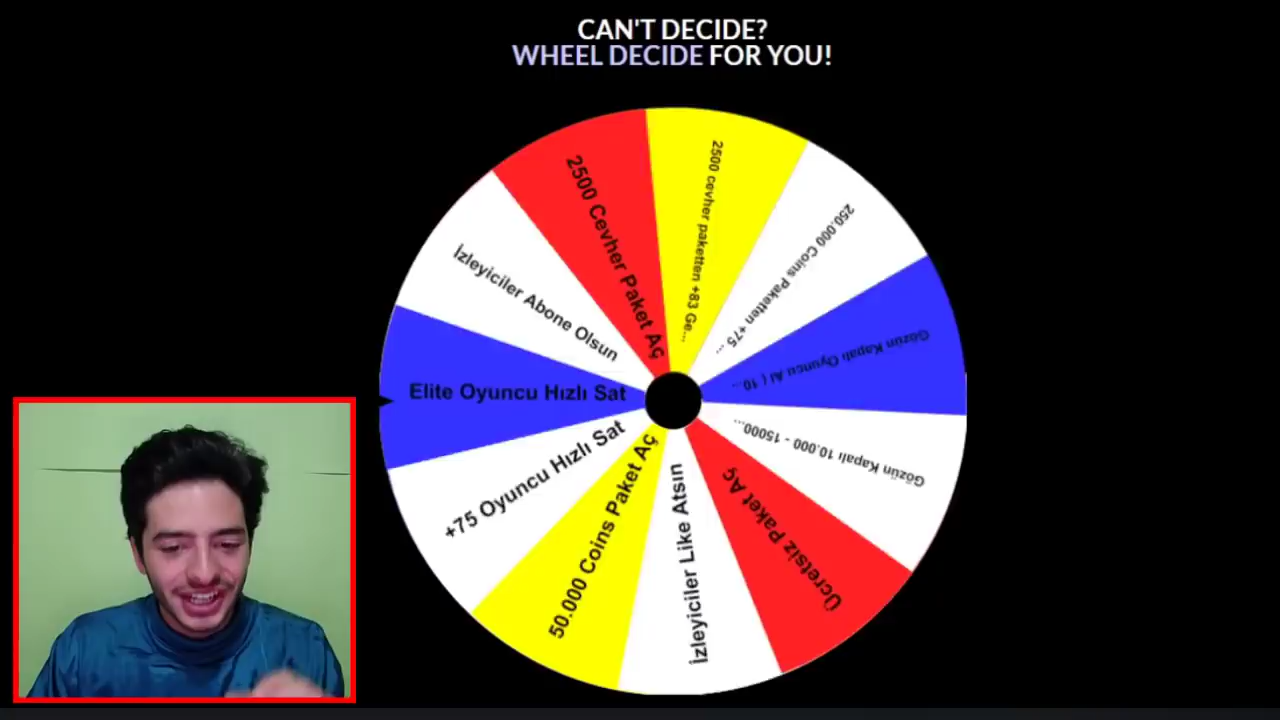 CAN'T DECIDE?
WHEEL DECIDE FOR YOU!
2500 cevher paketten +83 Ge...
250.000 Coins Paketten +75...
Gözün Kapalı Oyuncu Al ( 10...
Gözün Kapalı 10.000 - 15000...
Ücretsiz Paket Aç
İzleyiciler Like Atsın
50.000 Coins Paket Aç
+75 Oyuncu Hızlı Sat
Elite Oyuncu Hızlı Sat
İzleyiciler Abone Olsun
2500 Cevher Paket Aç